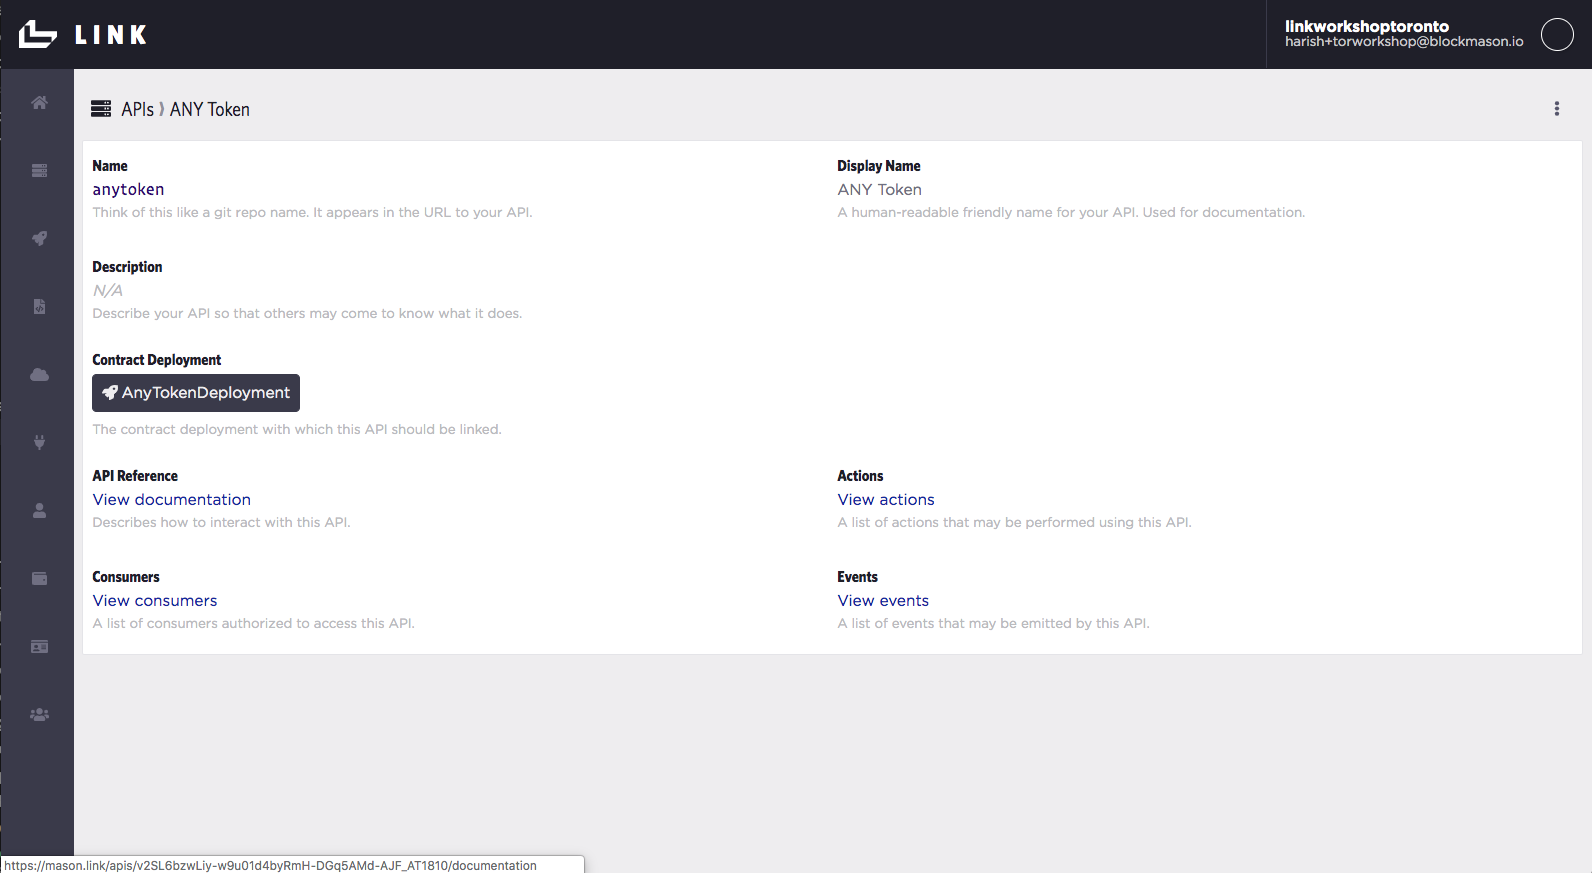 LINK
linkworkshoptoronto
harish+torworkshop@blockmason.io
APIs ⟩ ANY Token
Name
anytoken
Think of this like a git repo name. It appears in the URL to your API.
Display Name
ANY Token
A human-readable friendly name for your API. Used for documentation.
Description
N/A
Describe your API so that others may come to know what it does.
Contract Deployment
AnyTokenDeployment
The contract deployment with which this API should be linked.
API Reference
View documentation
Describes how to interact with this API.
Actions
View actions
A list of actions that may be performed using this API.
Consumers
View consumers
A list of consumers authorized to access this API.
Events
View events
A list of events that may be emitted by this API.
https://mason.link/apis/v2SL6bzwLiy-w9u01d4byRmH-DGq5AMd-AJF_AT1810/documentation